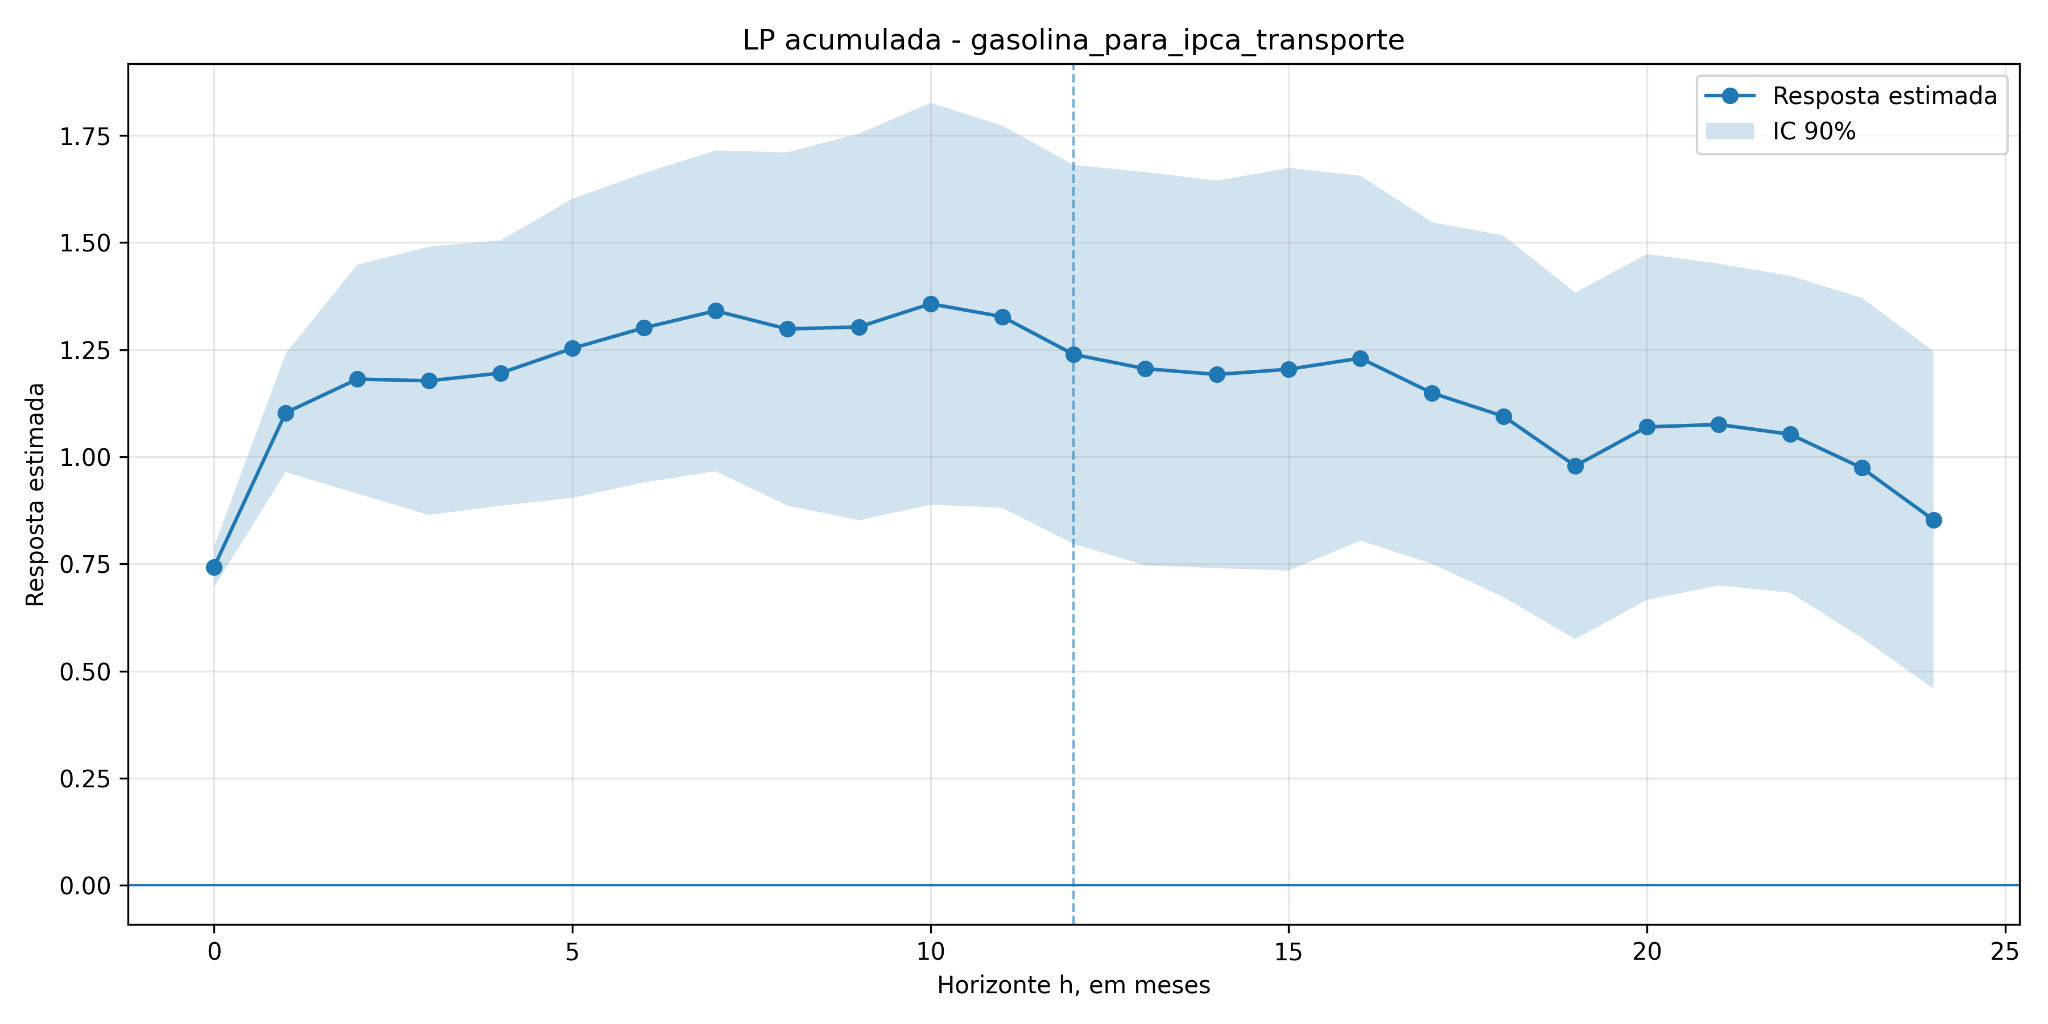 LP acumulada - gasolina_para_ipca_transporte
Resposta estimada
IC 90%
1.75
1.50
1.25
1.00
0.75
0.50
0.25
0.00
Resposta estimada
0 5 10 15 20 25
Horizonte h, em meses